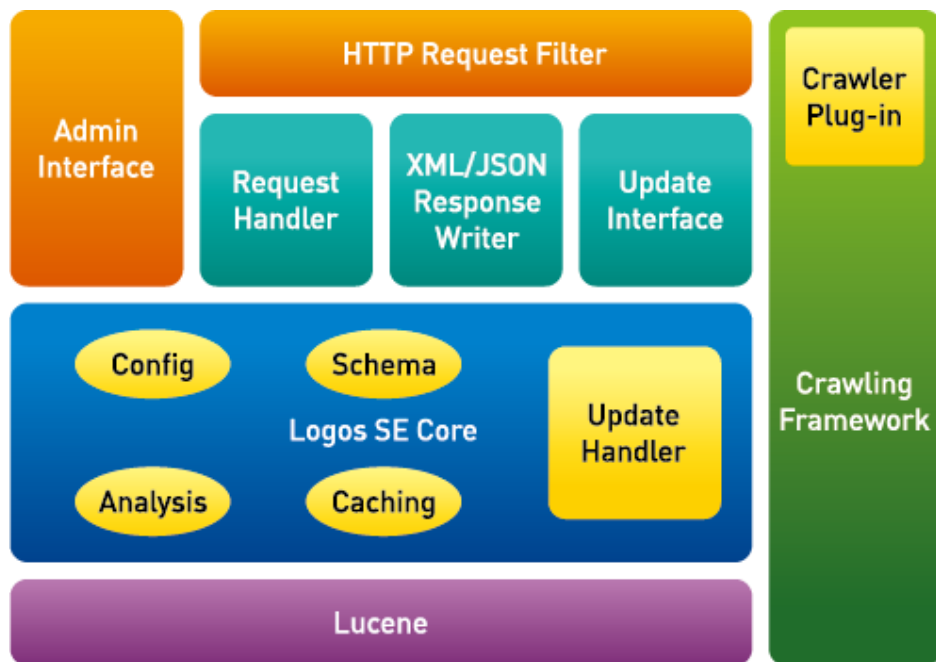 HTTP Request Filter
Admin
Interface
Request
Handler
XML/JSON
Response
Writer
Update
Interface
Crawler
Plug-in
Config
Schema
Logos SE Core
Update
Handler
Analysis
Caching
Crawling
Framework
Lucene